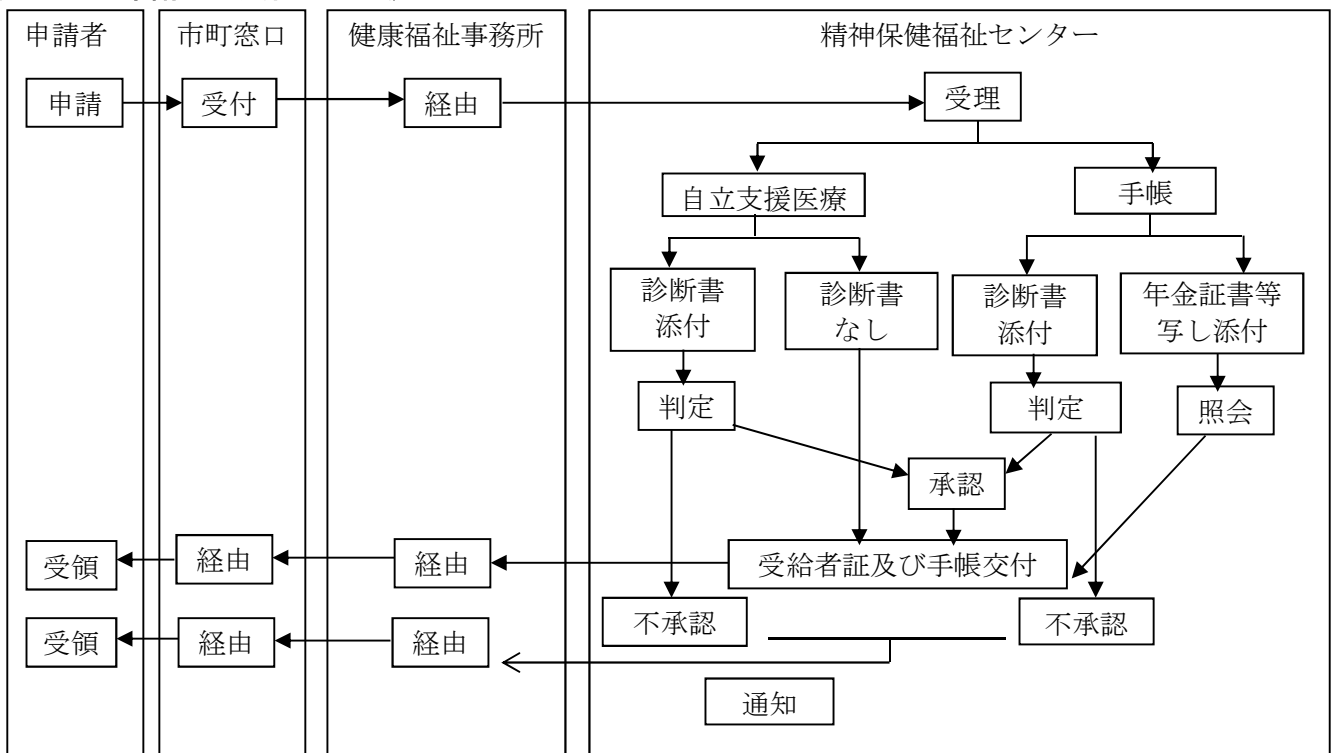 申請者
市町窓口
健康福祉事務所
精神保健福祉センター
申請
受付
経由
受理
自立支援医療
手帳
診断書
添付
診断書
なし
診断書
添付
年金証書等
写し添付
判定
判定
照会
承認
受領
経由
経由
受給者証及び手帳交付
不承認
不承認
受領
経由
経由
通知